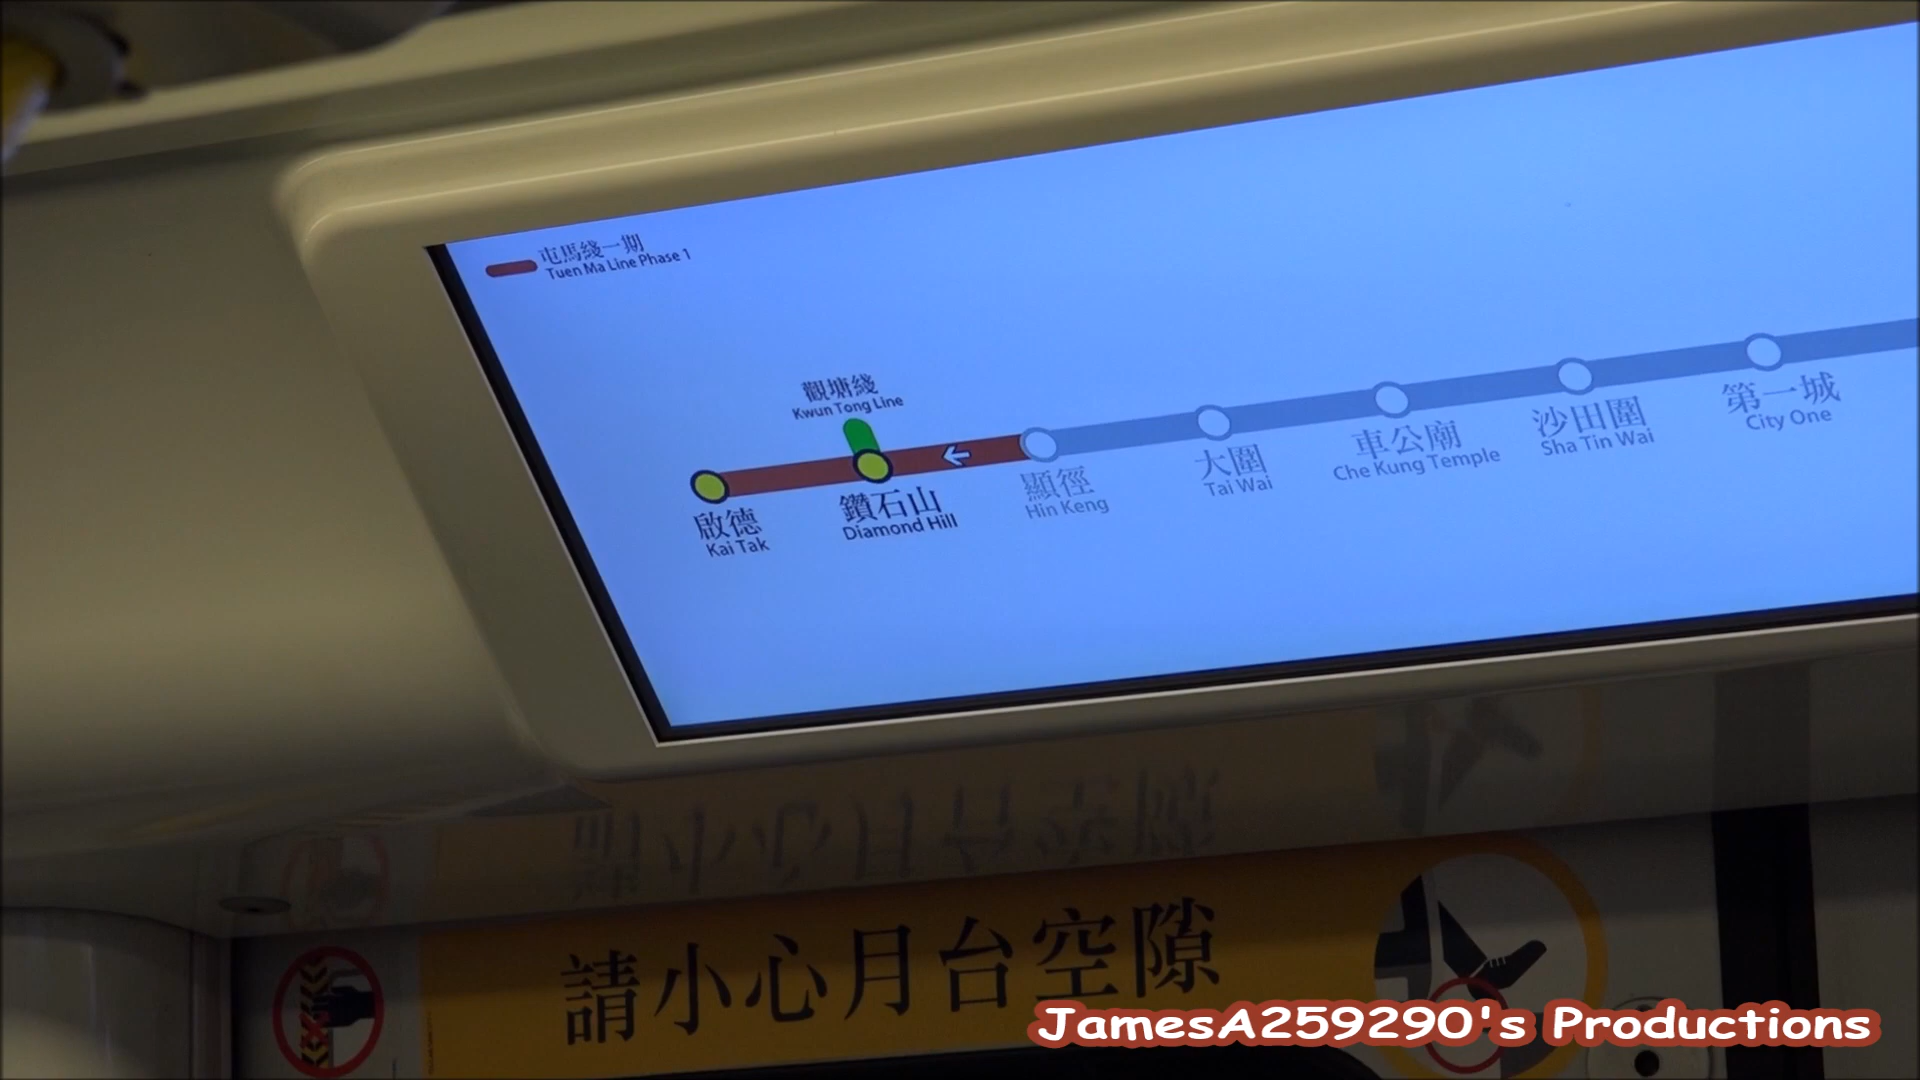 屯馬綫一期
Tuen Ma Line Phase 1
觀塘綫
Kwun Tong Line
啟德
Kai Tak
鑽石山
Diamond Hill
顯徑
Hin Keng
大圍
Tai Wai
車公廟
Che Kung Temple
沙田圍
Sha Tin Wai
第一城
City One
請小心月台空隙
JamesA259290's Productions